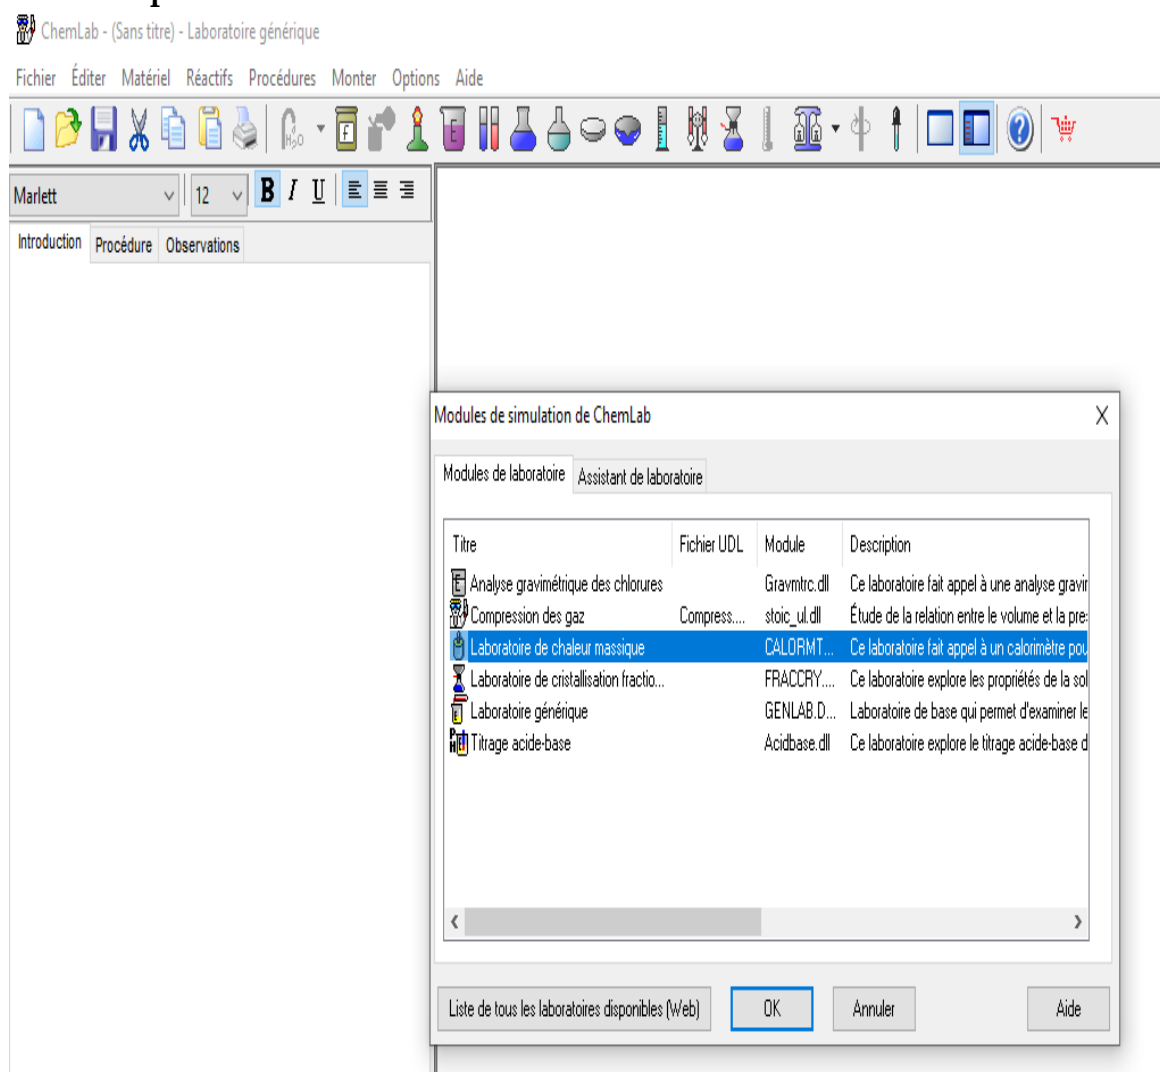 ChemLab - (Sans titre) - Laboratoire générique
Fichier Éditer Matériel Réactifs Procédures Monter Options Aide
Marlett 12 B I U
Introduction Procédure Observations
Modules de simulation de ChemLab
Modules de laboratoire Assistant de laboratoire
Titre Fichier UDL Module Description
Analyse gravimétrique des chlorures Gravmtrc.dll Ce laboratoire fait appel à une analyse gravir
Compression des gaz Compress.... stoic_ul.dll Étude de la relation entre le volume et la pre
Laboratoire de chaleur massique CALORMT... Ce laboratoire fait appel à un calorimètre pou
Laboratoire de cristallisation fractio... FRACCRY.... Ce laboratoire explore les propriétés de la sol
Laboratoire générique GENLAB.D... Laboratoire de base qui permet d'examiner le
Titrage acide-base Acidbase.dll Ce laboratoire explore le titrage acide-base d
Liste de tous les laboratoires disponibles (Web) OK Annuler Aide